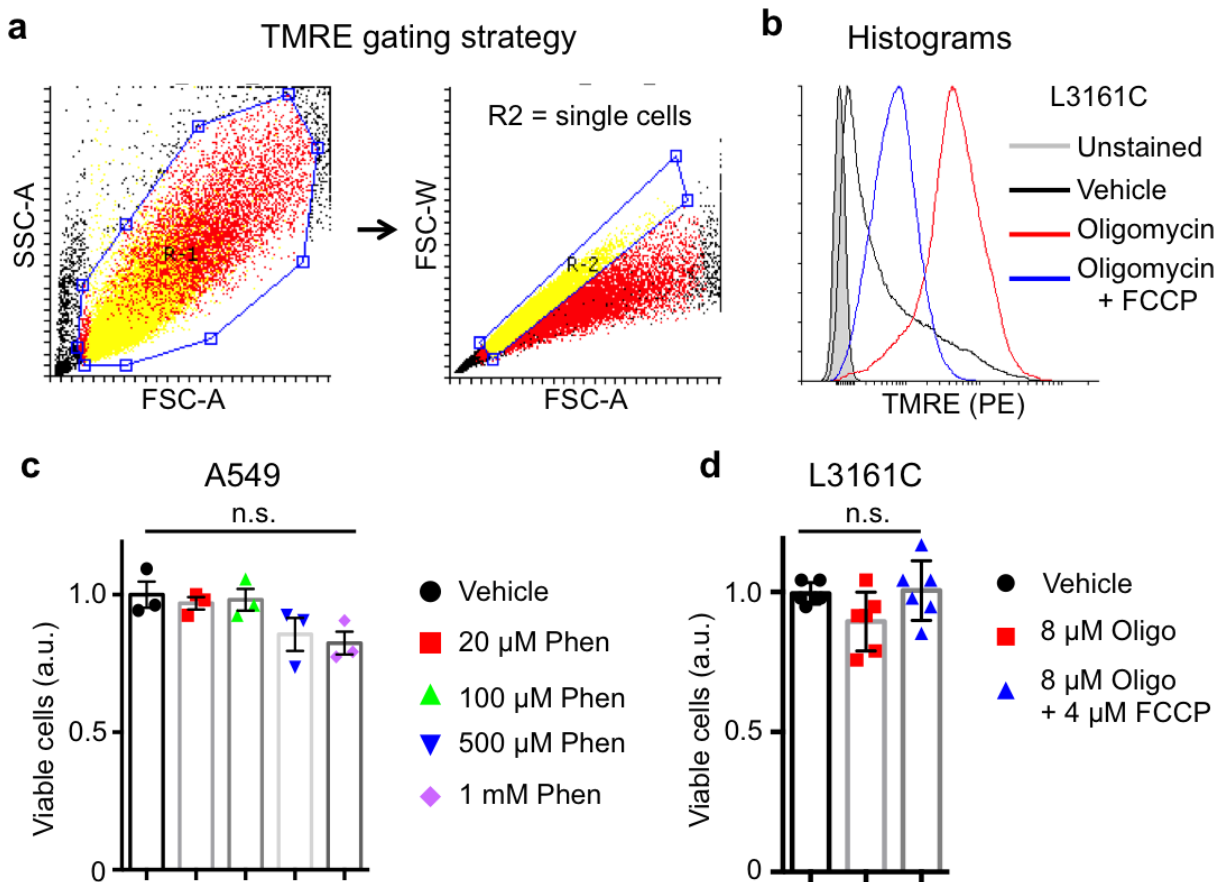 a
TMRE gating strategy
SSC-A
R-1
FSC-A
FSC-W
R2 = single cells
R-2
FSC-A
b
Histograms
L3161C
Unstained
Vehicle
Oligomycin
Oligomycin
+ FCCP
TMRE (PE)
c
A549
n.s.
Viable cells (a.u.)
1.0
0.5
0
Vehicle
20 µM Phen
100 µM Phen
500 µM Phen
1 mM Phen
d
L3161C
n.s.
Viable cells (a.u.)
1.0
0.5
0
Vehicle
8 µM Oligo
8 µM Oligo
+ 4 µM FCCP